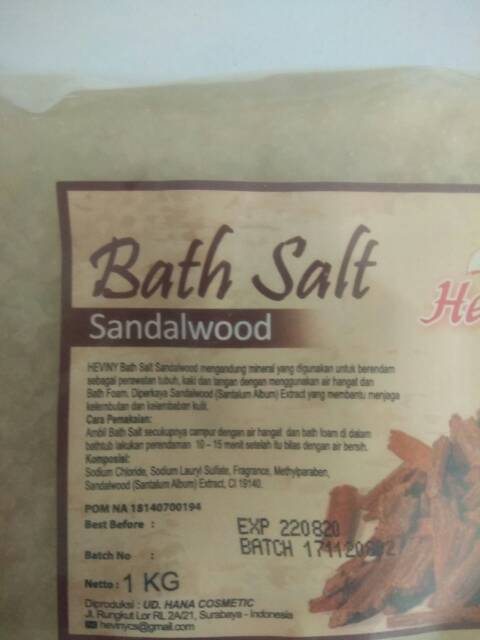 Bath Salt
Sandalwood
HEVINY Bath Salt Sandalwood mengandung mineral yang digunakan untuk berendam
sebagai perawatan tubuh, kaki dan tangan dengan menggunakan air hangat dan
Bath Foam, Diperkaya Sandalwood (Santalum Album) Extract yang membantu menjaga
kelembutan dan kelembaban kulit.
Cara Pemakaian:
Ambil Bath Salt secukupnya campur dengan air hangat dan bath foam di dalam
bathtub lakukan perendaman 10 - 15 menit setelah itu bilas dengan air bersih.
Komposisi:
Sodium Chloride, Sodium Lauryl Sulfate, Fragrance, Methylparaben,
Sandalwood (Santalum Album) Extract, CI 19140.
POM NA 18140700194
Best Before : EXP 220820
Batch No : BATCH 171120
Netto : 1 KG
Diproduksi : UD. HANA COSMETIC
Jl. Rungkut Lor RL 2A/21, Surabaya - Indonesia
hevinycs@gmail.com
He